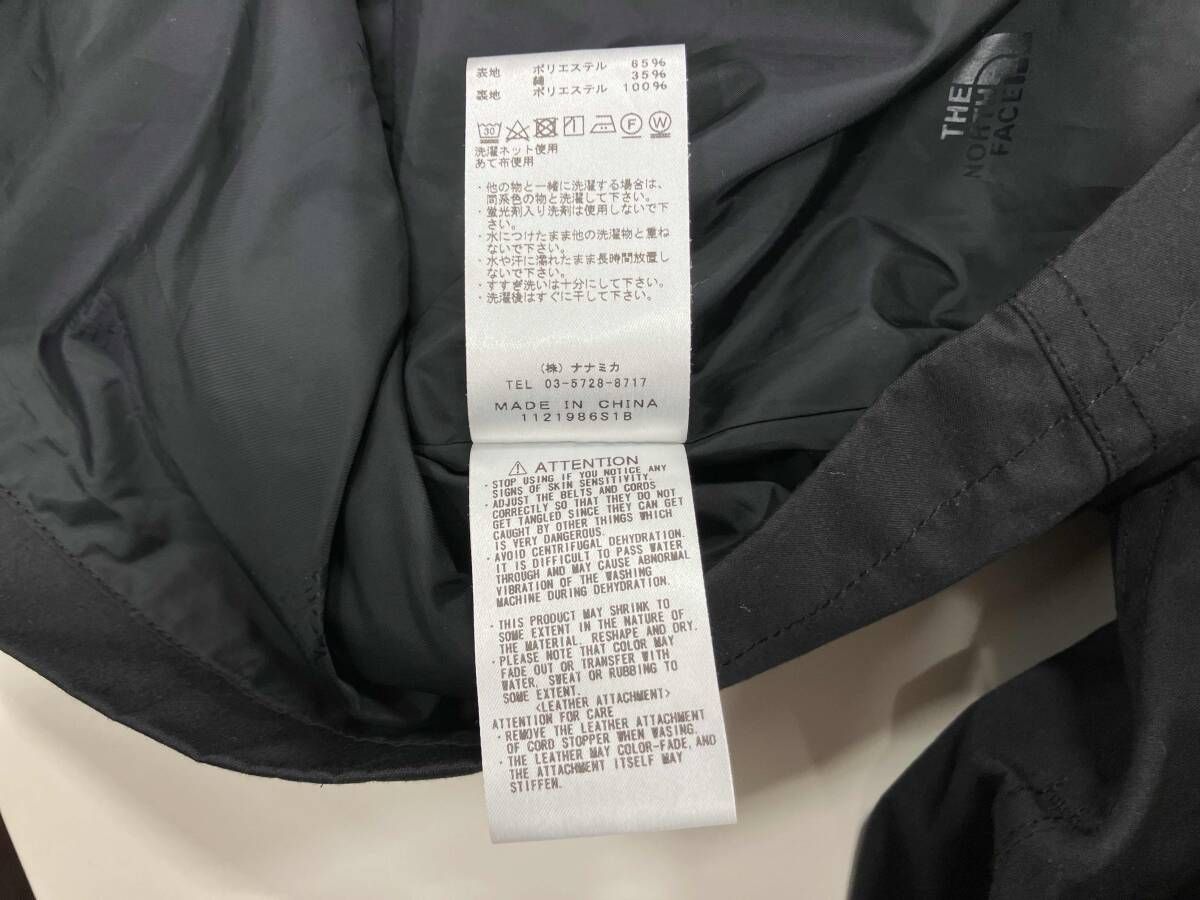 表地 ポリエステル 65%
綿 35%
裏地 ポリエステル 100%
30 F W
洗濯ネット使用
あて布使用
・他の物と一緒に洗濯する場合は、
同系色の物と洗濯して下さい。
・蛍光剤入り洗剤は使用しないで下
さい。
・水につけたまま他の洗濯物と重ね
ないで下さい。
・水や汗に濡れたまま長時間放置し
ないで下さい。
・すすぎ洗いは十分にして下さい。
・洗濯後はすぐに干して下さい。
(株) ナナミカ
TEL 03-5728-8717
MADE IN CHINA
1121986S1B
⚠ ATTENTION
・STOP USING IF YOU NOTICE ANY
SIGNS OF SKIN SENSITIVITY.
・ADJUST THE BELTS AND CORDS
CORRECTLY SO THAT THEY DO NOT
GET TANGLED SINCE THEY CAN GET
CAUGHT BY OTHER THINGS WHICH
IS VERY DANGEROUS.
・AVOID CENTRIFUGAL DEHYDRATION.
IT IS DIFFICULT TO PASS WATER
THROUGH AND MAY CAUSE ABNORMAL
VIBRATION OF THE WASHING
MACHINE DURING DEHYDRATION.
・THIS PRODUCT MAY SHRINK TO
SOME EXTENT IN THE NATURE OF
THE MATERIAL. RESHAPE AND DRY.
・PLEASE NOTE THAT COLOR MAY
FADE OUT OR TRANSFER WITH
WATER, SWEAT OR RUBBING TO
SOME EXTENT.
<LEATHER ATTACHMENT>
ATTENTION FOR CARE
・REMOVE THE LEATHER ATTACHMENT
OF CORD STOPPER WHEN WASING.
・THE LEATHER MAY COLOR-FADE, AND
THE ATTACHMENT ITSELF MAY
STIFFEN.
THE
NORTH
FACE